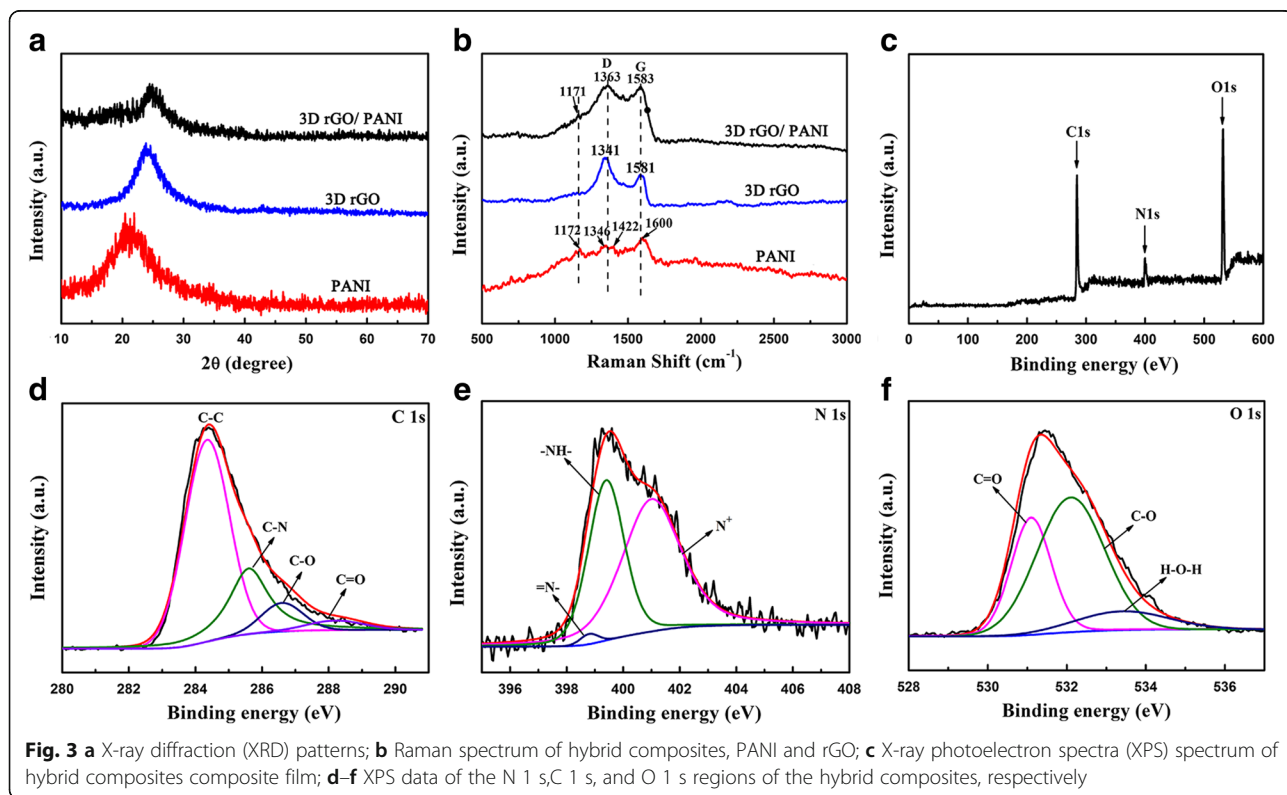 a
3D rGO/ PANI
3D rGO
PANI
Intensity (a.u.)
10 20 30 40 50 60 70
2θ (degree)
b
D G
1363 1583
1171
3D rGO/ PANI
1341 1581
3D rGO
1172 1346 1422 1600
PANI
Intensity (a.u.)
500 1000 1500 2000 2500 3000
Raman Shift (cm⁻¹)
c
O1s
C1s
N1s
Intensity (a.u.)
0 100 200 300 400 500 600
Binding energy (eV)
d
C 1s
C-C
C-N
C-O
C=O
Intensity (a.u.)
280 282 284 286 288 290
Binding energy (eV)
e
N 1s
-NH-
N⁺
=N-
Intensity (a.u.)
396 398 400 402 404 406 408
Binding energy (eV)
f
O 1s
C=O
C-O
H-O-H
Intensity (a.u.)
528 530 532 534 536
Binding energy (eV)
Fig. 3 a X-ray diffraction (XRD) patterns; b Raman spectrum of hybrid composites, PANI and rGO; c X-ray photoelectron spectra (XPS) spectrum of
hybrid composites composite film; d–f XPS data of the N 1 s,C 1 s, and O 1 s regions of the hybrid composites, respectively